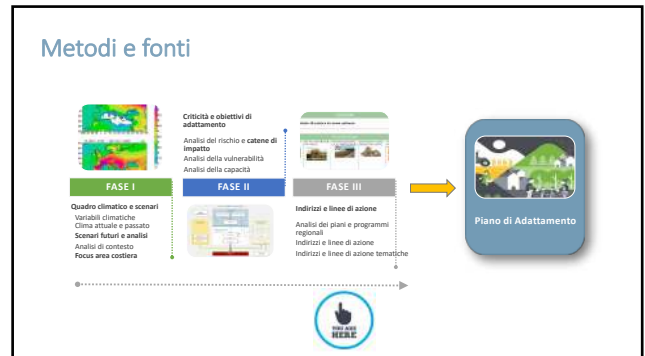 Metodi e fonti
Criticità e obiettivi di
adattamento
Analisi del rischio e catene di
impatto
Analisi della vulnerabilità
Analisi della capacità
FASE I
FASE II
FASE III
Quadro climatico e scenari
Variabili climatiche
Clima attuale e passato
Scenari futuri e analisi
Analisi di contesto
Focus area costiera
Indirizzi e linee di azione
Analisi dei piani e programmi
regionali
Indirizzi e linee di azione
Indirizzi e linee di azione tematiche
Piano di Adattamento
YOU ARE
HERE